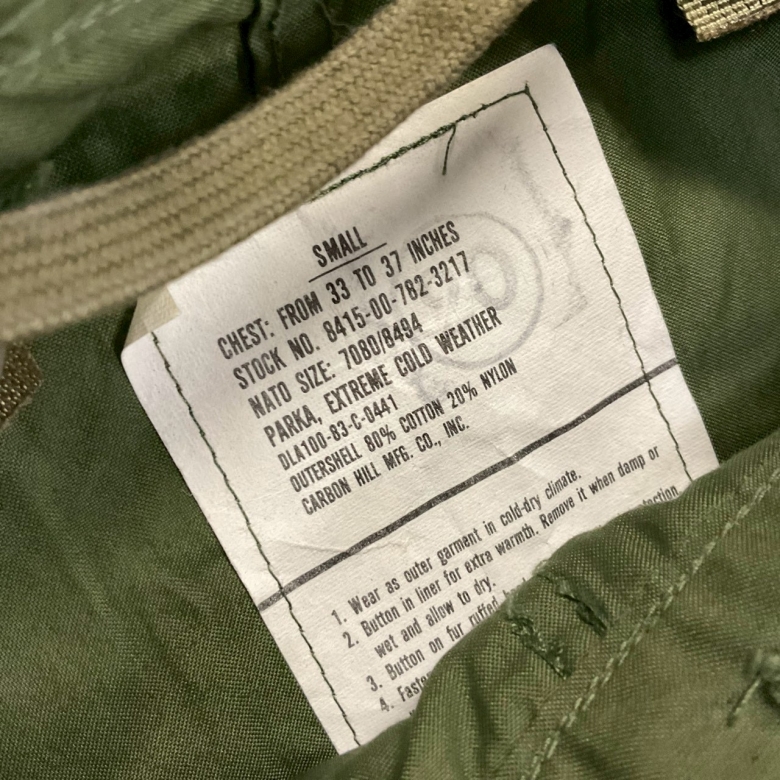 SMALL
CHEST: FROM 33 TO 37 INCHES
STOCK NO. 8415-00-782-3217
NATO SIZE: 7080/8494
PARKA, EXTREME COLD WEATHER
DLA100-83-C-0441
OUTERSHELL 80% COTTON 20% NYLON
CARBON HILL MFG. CO., INC.
1. Wear as outer garment in cold-dry climate.
2. Button in liner for extra warmth. Remove it when damp or
wet and allow to dry.
3. Button on fur ruffed
4.